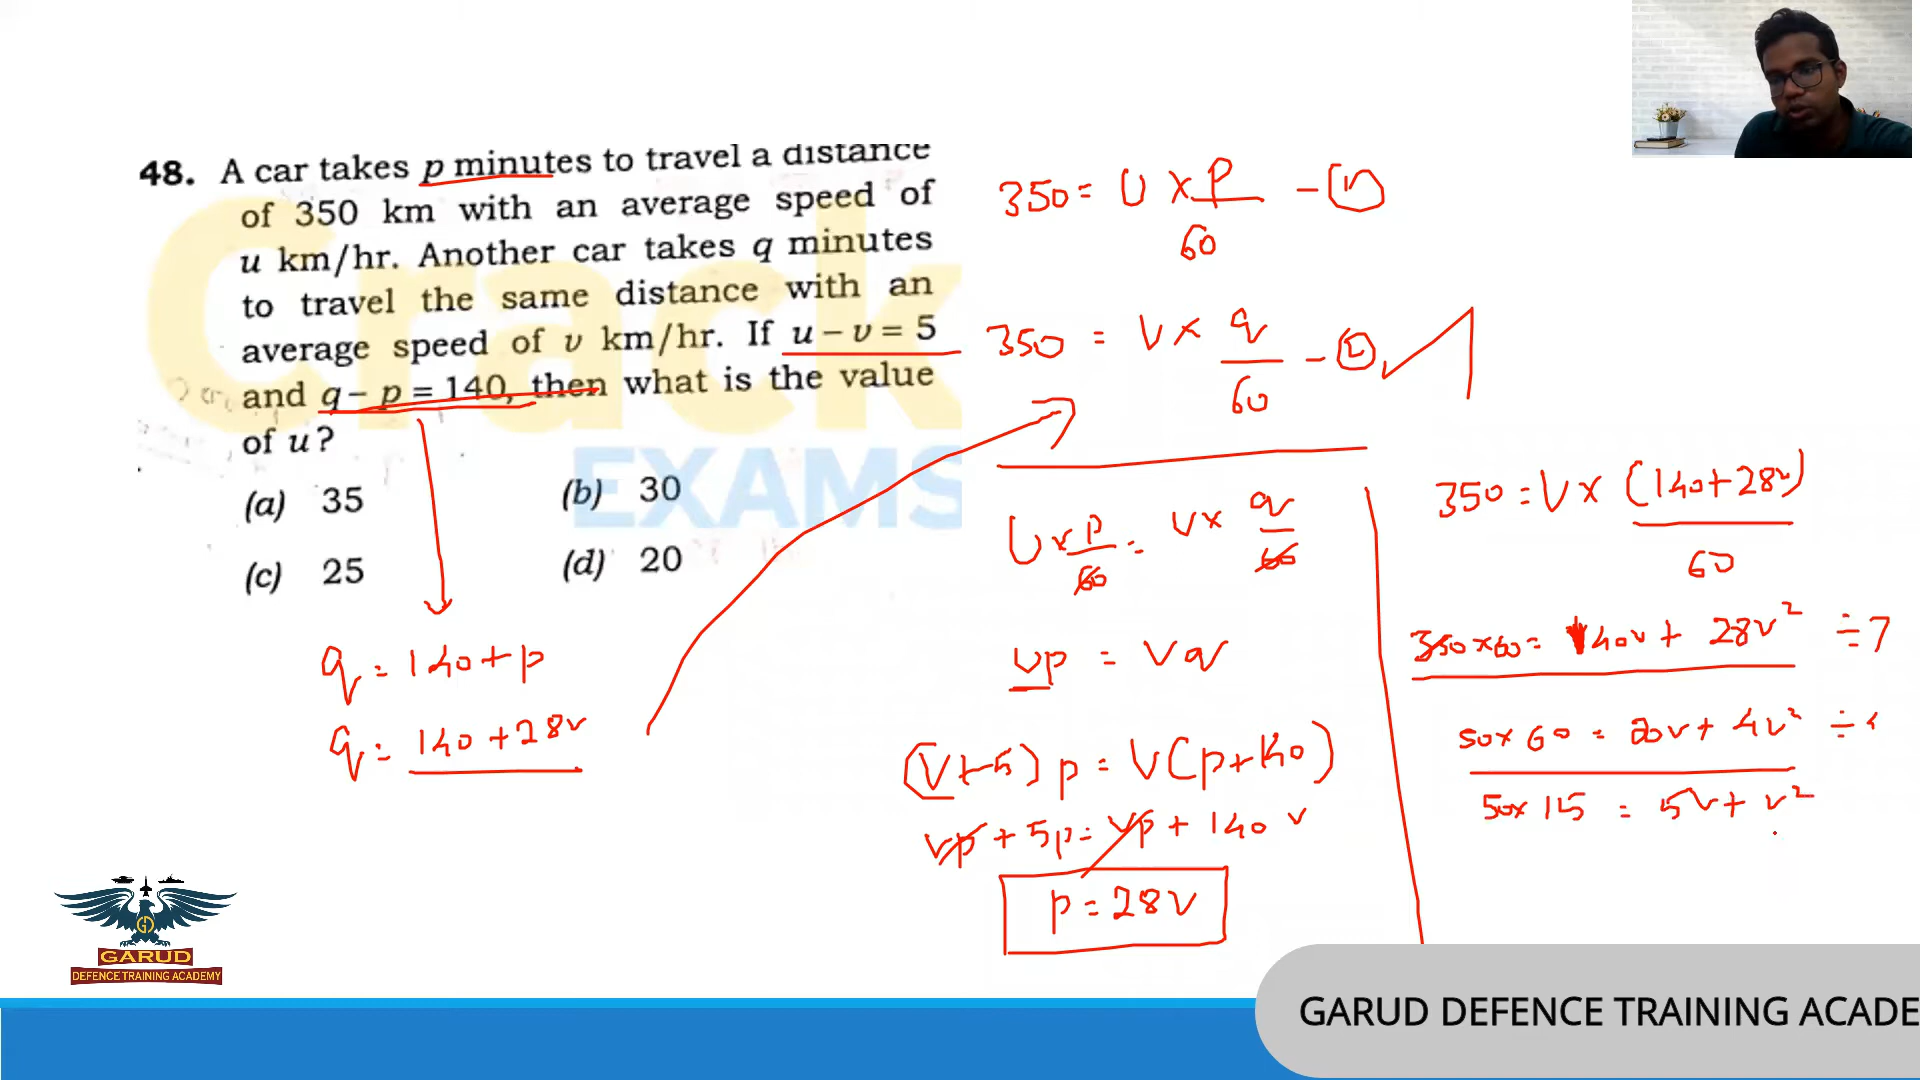 48. A car takes p minutes to travel a distance
of 350 km with an average speed of
u km/hr. Another car takes q minutes
to travel the same distance with an
average speed of v km/hr. If u – v = 5
and q – p = 140, then what is the value
of u?
(a) 35
(b) 30
(c) 25
(d) 20
Crack
EXAMS
q = 140 + p
q = 140 + 28v
350 = U × p/60 – ①
350 = V × q/60 – ②
U × p/60 = V × q/60
up = vq
(V+5) p = V(p+140)
vp + 5p = vp + 140 v
p = 28v
350 = V × (140+28v)/60
350×60 = 140v + 28v² ÷7
50×60 = 20v + 4v² ÷
50×15 = 5v + v²
GD
GARUD
DEFENCE TRAINING ACADEMY
GARUD DEFENCE TRAINING ACADE